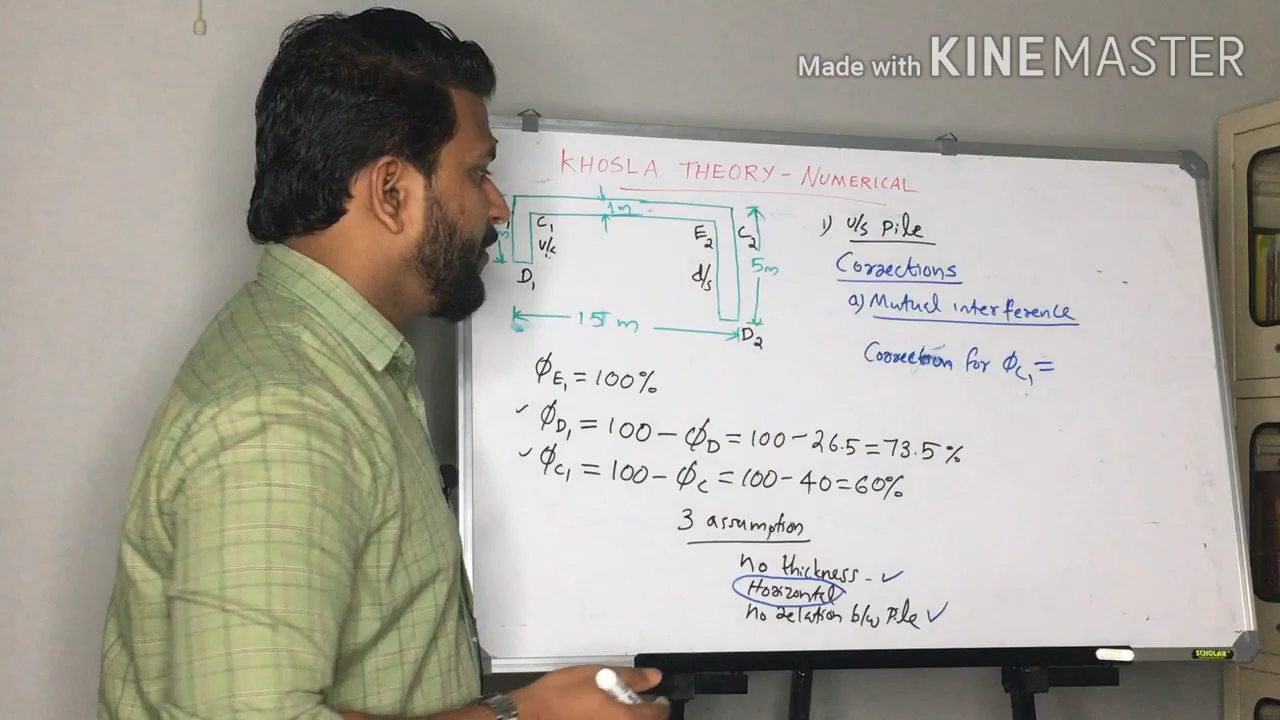 Made with KINEMASTER
KHOSLA THEORY - NUMERICAL
1m
C1
u/s
D1
E2
C2
d/s
5m
15 m
D2
1) u/s Pile
Corrections
a) Mutual interference
Correction for ϕC1 =
ϕE1 = 100%
✓ ϕD1 = 100 - ϕD = 100 - 26.5 = 73.5%
✓ ϕC1 = 100 - ϕC = 100 - 40 = 60%
3 assumption
no thickness - ✓
Horizontal
no relation b/w Pile ✓
SCHOLAR